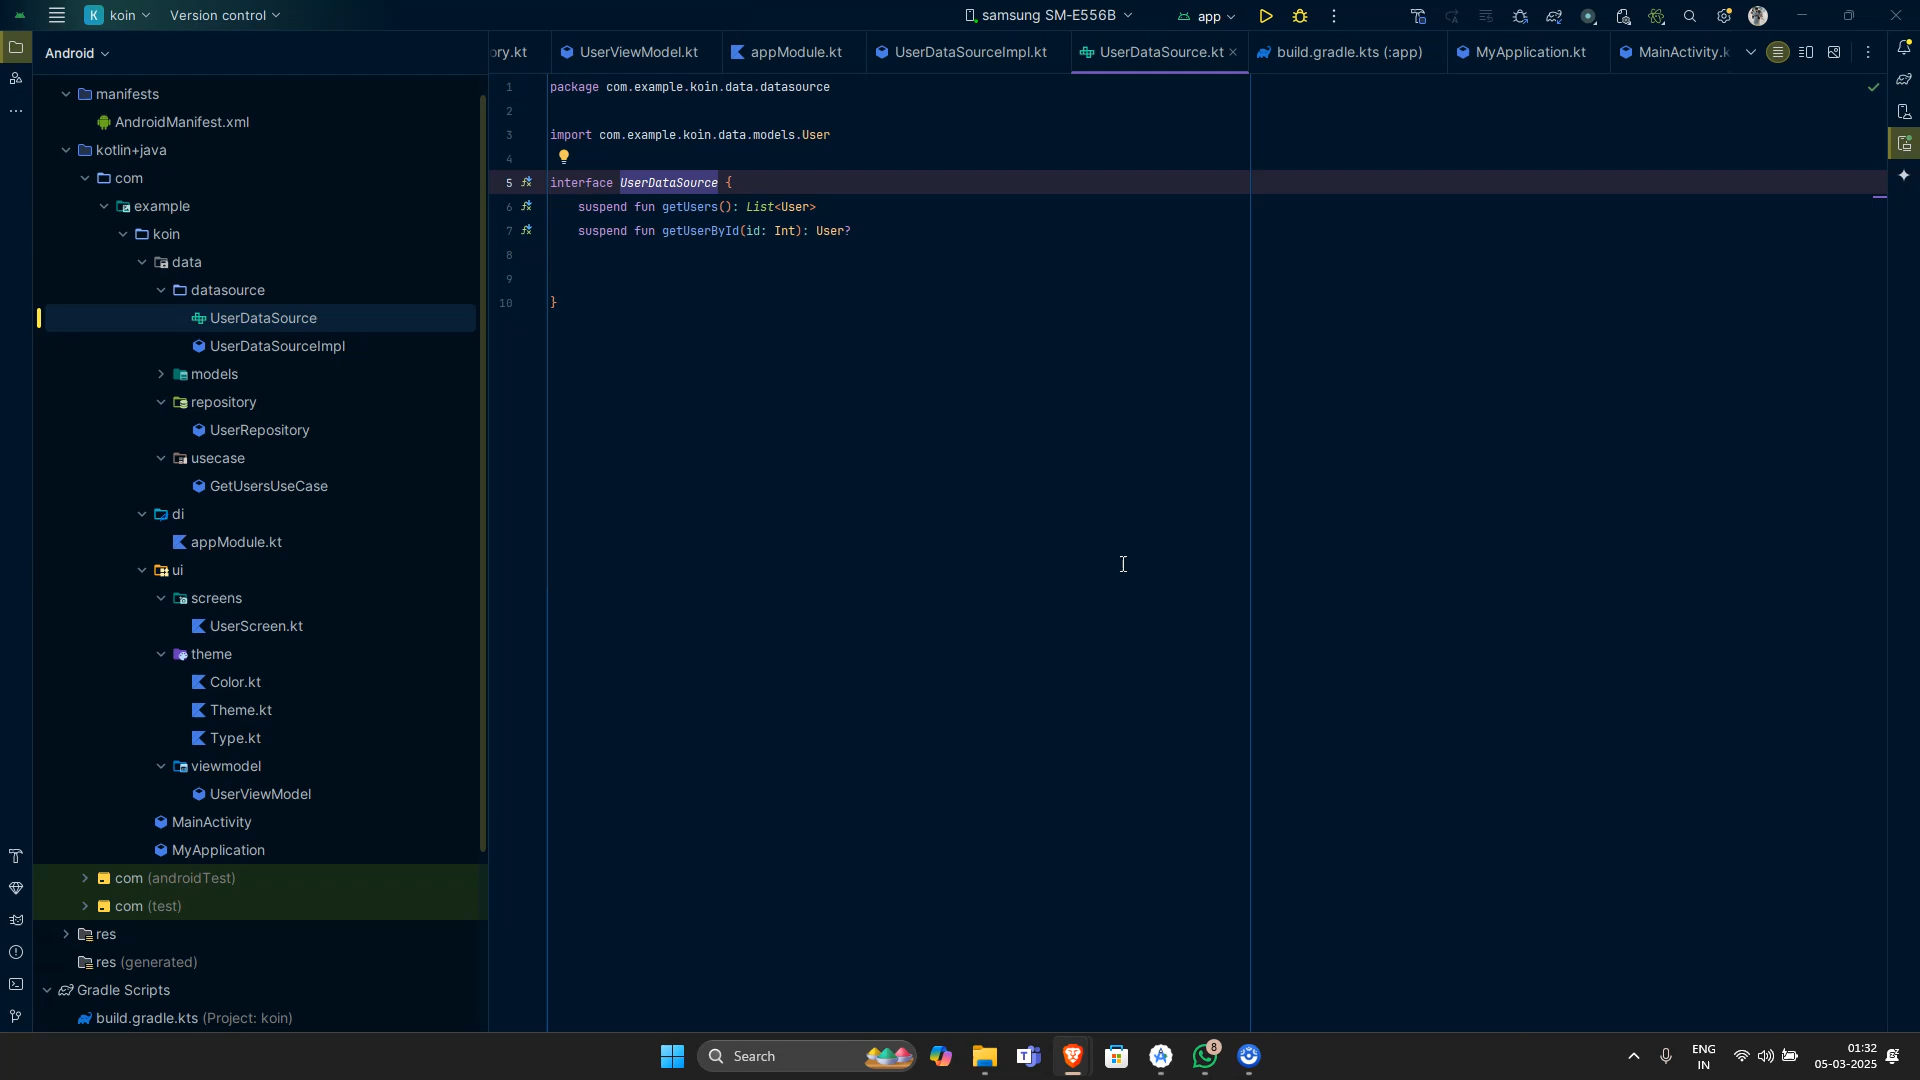 K koin Version control samsung SM-E556B app
Android
ory.kt UserViewModel.kt appModule.kt UserDataSourceImpl.kt UserDataSource.kt build.gradle.kts (:app) MyApplication.kt MainActivity.k
manifests
AndroidManifest.xml
kotlin+java
com
example
koin
data
datasource
UserDataSource
UserDataSourceImpl
models
repository
UserRepository
usecase
GetUsersUseCase
di
appModule.kt
ui
screens
UserScreen.kt
theme
Color.kt
Theme.kt
Type.kt
viewmodel
UserViewModel
MainActivity
MyApplication
com (androidTest)
com (test)
res
res (generated)
Gradle Scripts
build.gradle.kts (Project: koin)
1 package com.example.koin.data.datasource
2
3 import com.example.koin.data.models.User
4
5 interface UserDataSource {
6 suspend fun getUsers(): List<User>
7 suspend fun getUserById(id: Int): User?
8
9
10 }
Search
8
ENG
IN
01:32
05-03-2025